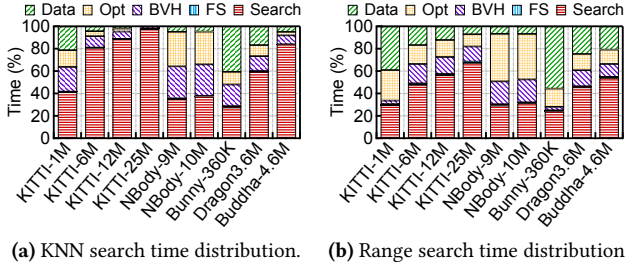 Data Opt BVH FS Search
Time (%)
100
80
60
40
20
0
KITTI-1M
KITTI-6M
KITTI-12M
KITTI-25M
NBody-9M
NBody-10M
Bunny-360K
Dragon3.6M
Buddha-4.6M
(a) KNN search time distribution.
Data Opt BVH FS Search
Time (%)
100
80
60
40
20
0
KITTI-1M
KITTI-6M
KITTI-12M
KITTI-25M
NBody-9M
NBody-10M
Bunny-360K
Dragon3.6M
Buddha-4.6M
(b) Range search time distribution